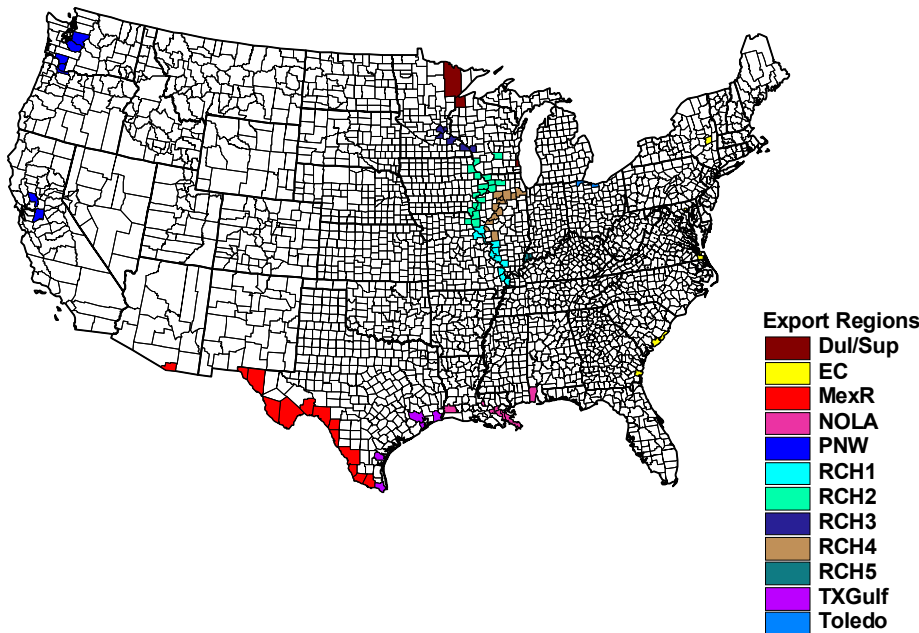 Export Regions
Dul/Sup
EC
MexR
NOLA
PNW
RCH1
RCH2
RCH3
RCH4
RCH5
TXGulf
Toledo